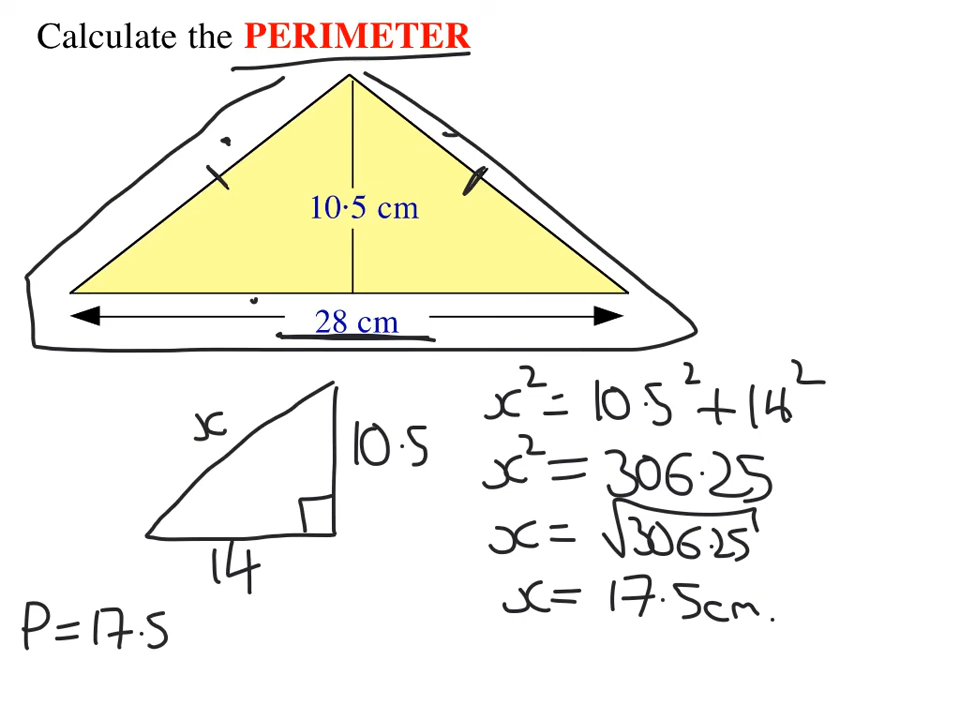 Calculate the PERIMETER
10·5 cm
28 cm
x
10·5
14
x² = 10·5² + 14²
x² = 306·25
x = √306·25
x = 17·5cm.
P = 17·5